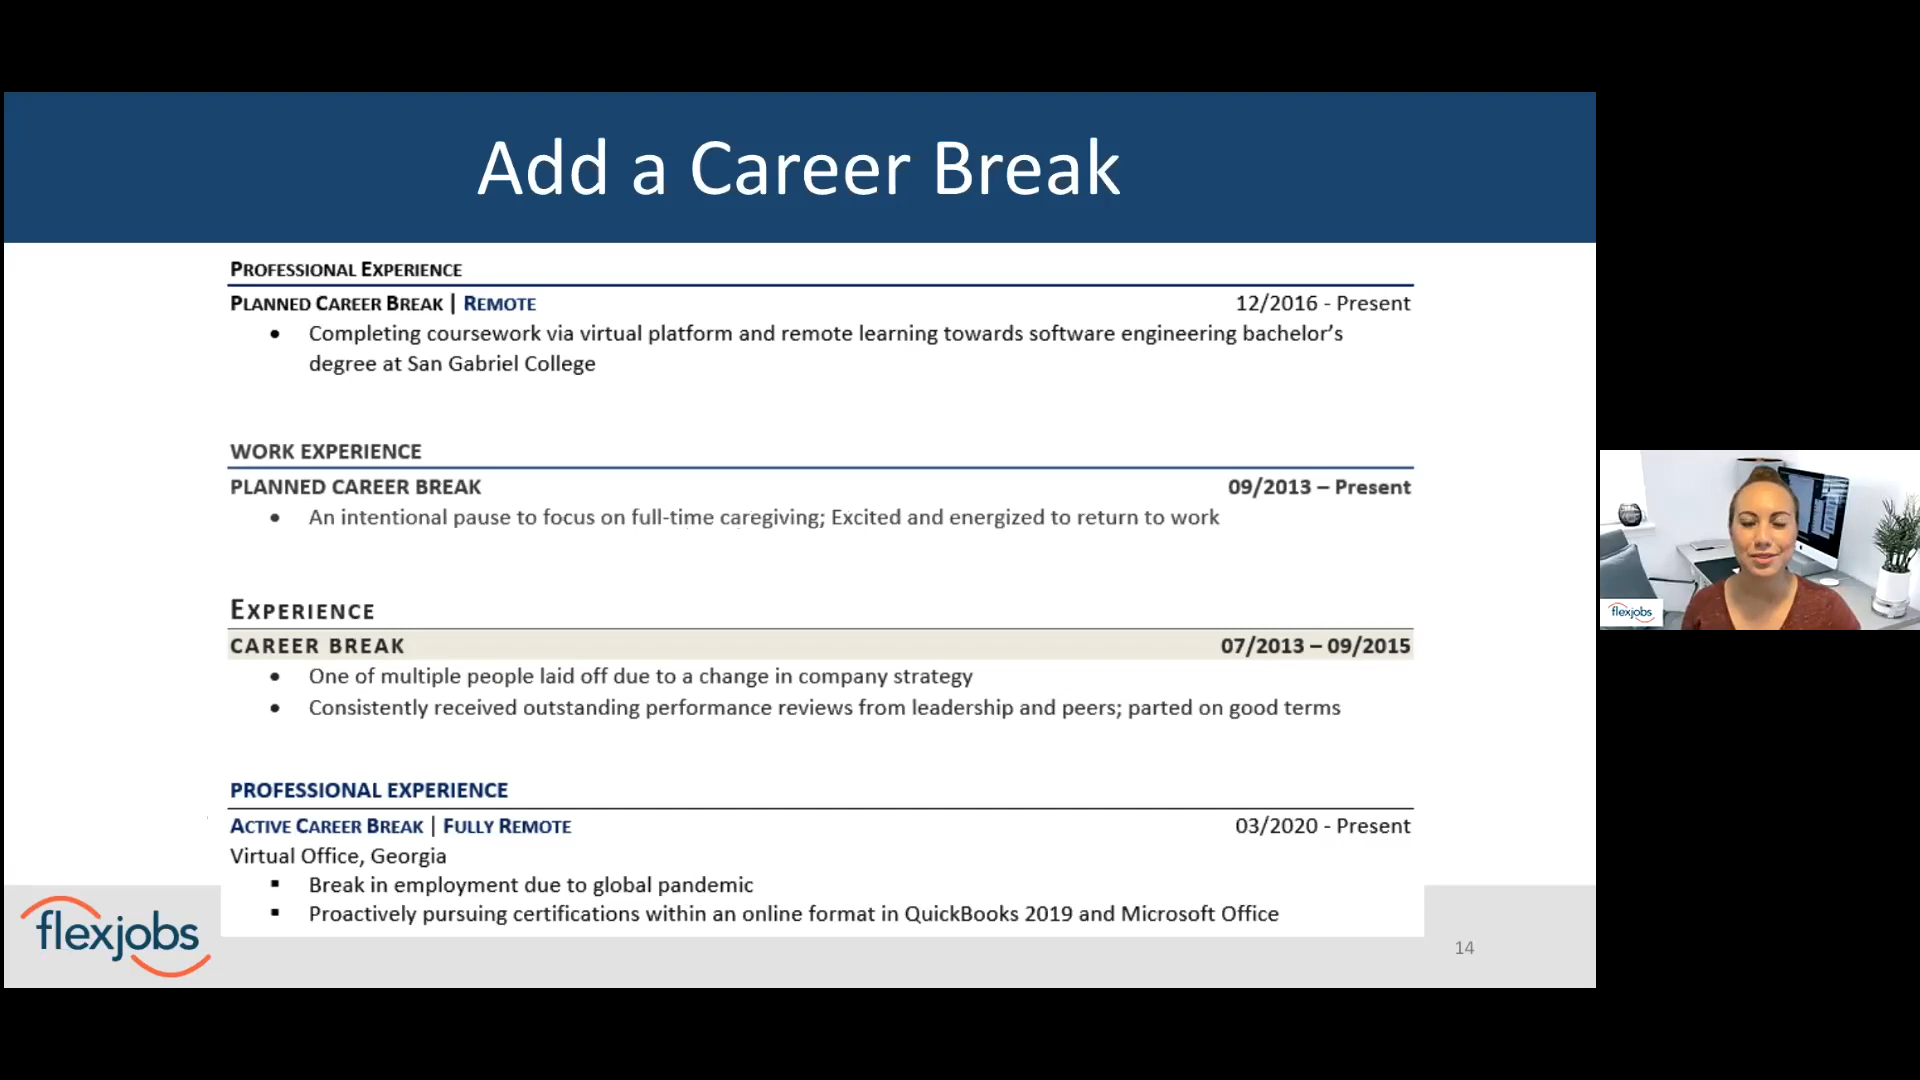 Add a Career Break
PROFESSIONAL EXPERIENCE
PLANNED CAREER BREAK | REMOTE 12/2016 - Present
• Completing coursework via virtual platform and remote learning towards software engineering bachelor’s
degree at San Gabriel College
WORK EXPERIENCE
PLANNED CAREER BREAK 09/2013 – Present
• An intentional pause to focus on full-time caregiving; Excited and energized to return to work
EXPERIENCE
CAREER BREAK 07/2013 – 09/2015
• One of multiple people laid off due to a change in company strategy
• Consistently received outstanding performance reviews from leadership and peers; parted on good terms
PROFESSIONAL EXPERIENCE
ACTIVE CAREER BREAK | FULLY REMOTE 03/2020 - Present
Virtual Office, Georgia
▪ Break in employment due to global pandemic
▪ Proactively pursuing certifications within an online format in QuickBooks 2019 and Microsoft Office
flexjobs
14
flexjobs